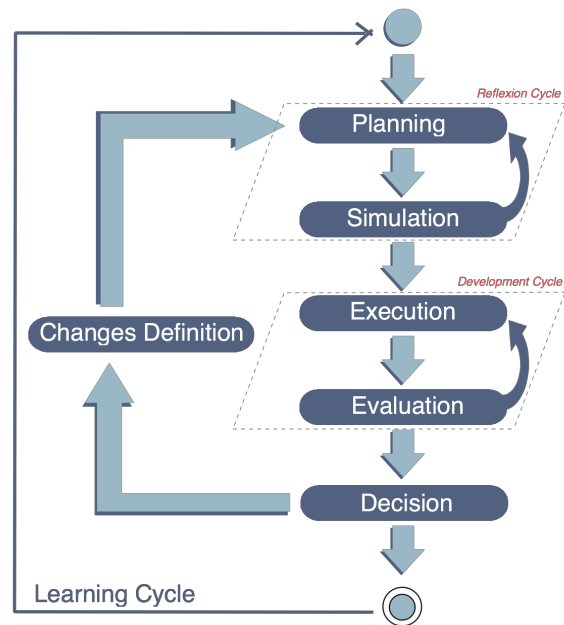 Reflexion Cycle
Planning
Simulation
Development Cycle
Execution
Changes Definition
Evaluation
Decision
Learning Cycle